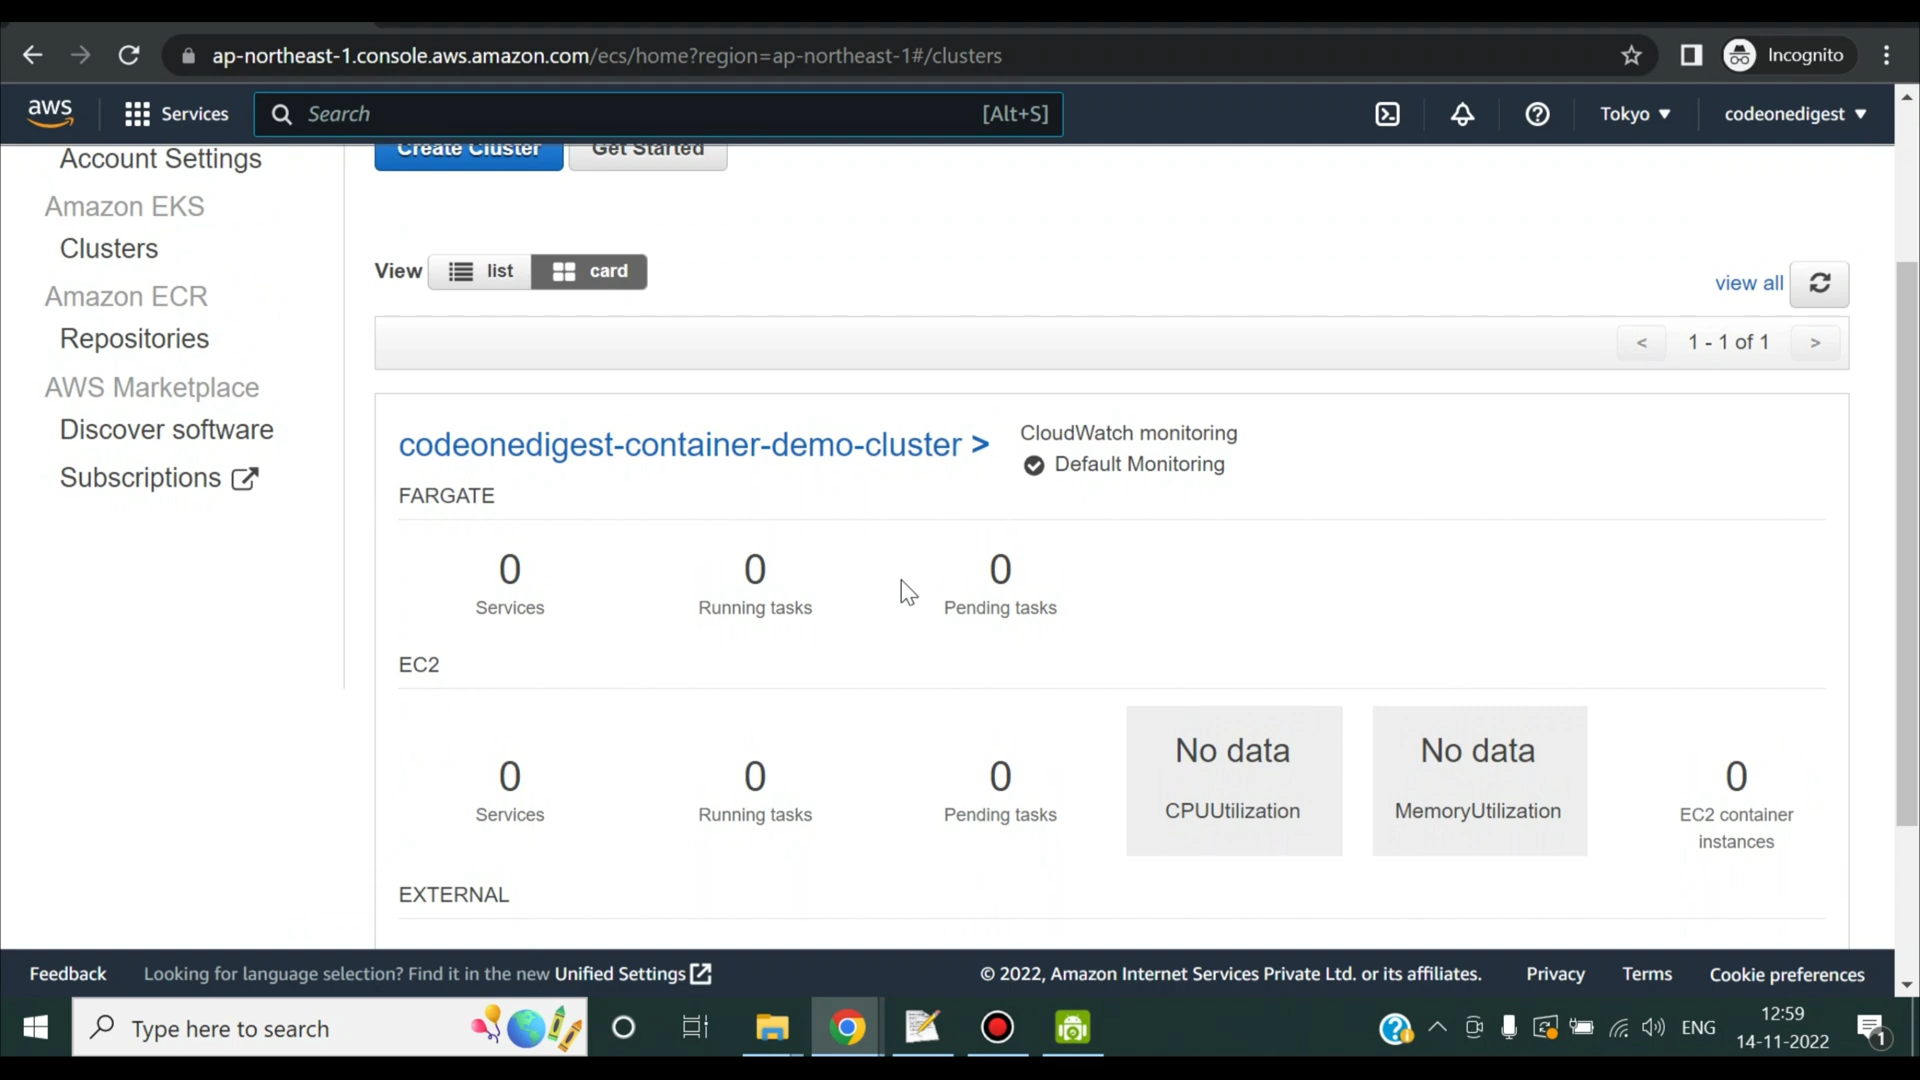 ap-northeast-1.console.aws.amazon.com/ecs/home?region=ap-northeast-1#/clusters
Incognito
aws
Services
Search
[Alt+S]
Tokyo
codeonedigest
Account Settings
Amazon EKS
Clusters
Amazon ECR
Repositories
AWS Marketplace
Discover software
Subscriptions
Create Cluster
Get Started
View
list
card
view all
<
1 - 1 of 1
>
codeonedigest-container-demo-cluster >
CloudWatch monitoring
Default Monitoring
FARGATE
0
0
0
Services
Running tasks
Pending tasks
EC2
0
Services
0
Running tasks
0
Pending tasks
No data
CPUUtilization
No data
MemoryUtilization
0
EC2 container
instances
EXTERNAL
Feedback
Looking for language selection? Find it in the new Unified Settings
© 2022, Amazon Internet Services Private Ltd. or its affiliates.
Privacy
Terms
Cookie preferences
Type here to search
ENG
12:59
14-11-2022
1